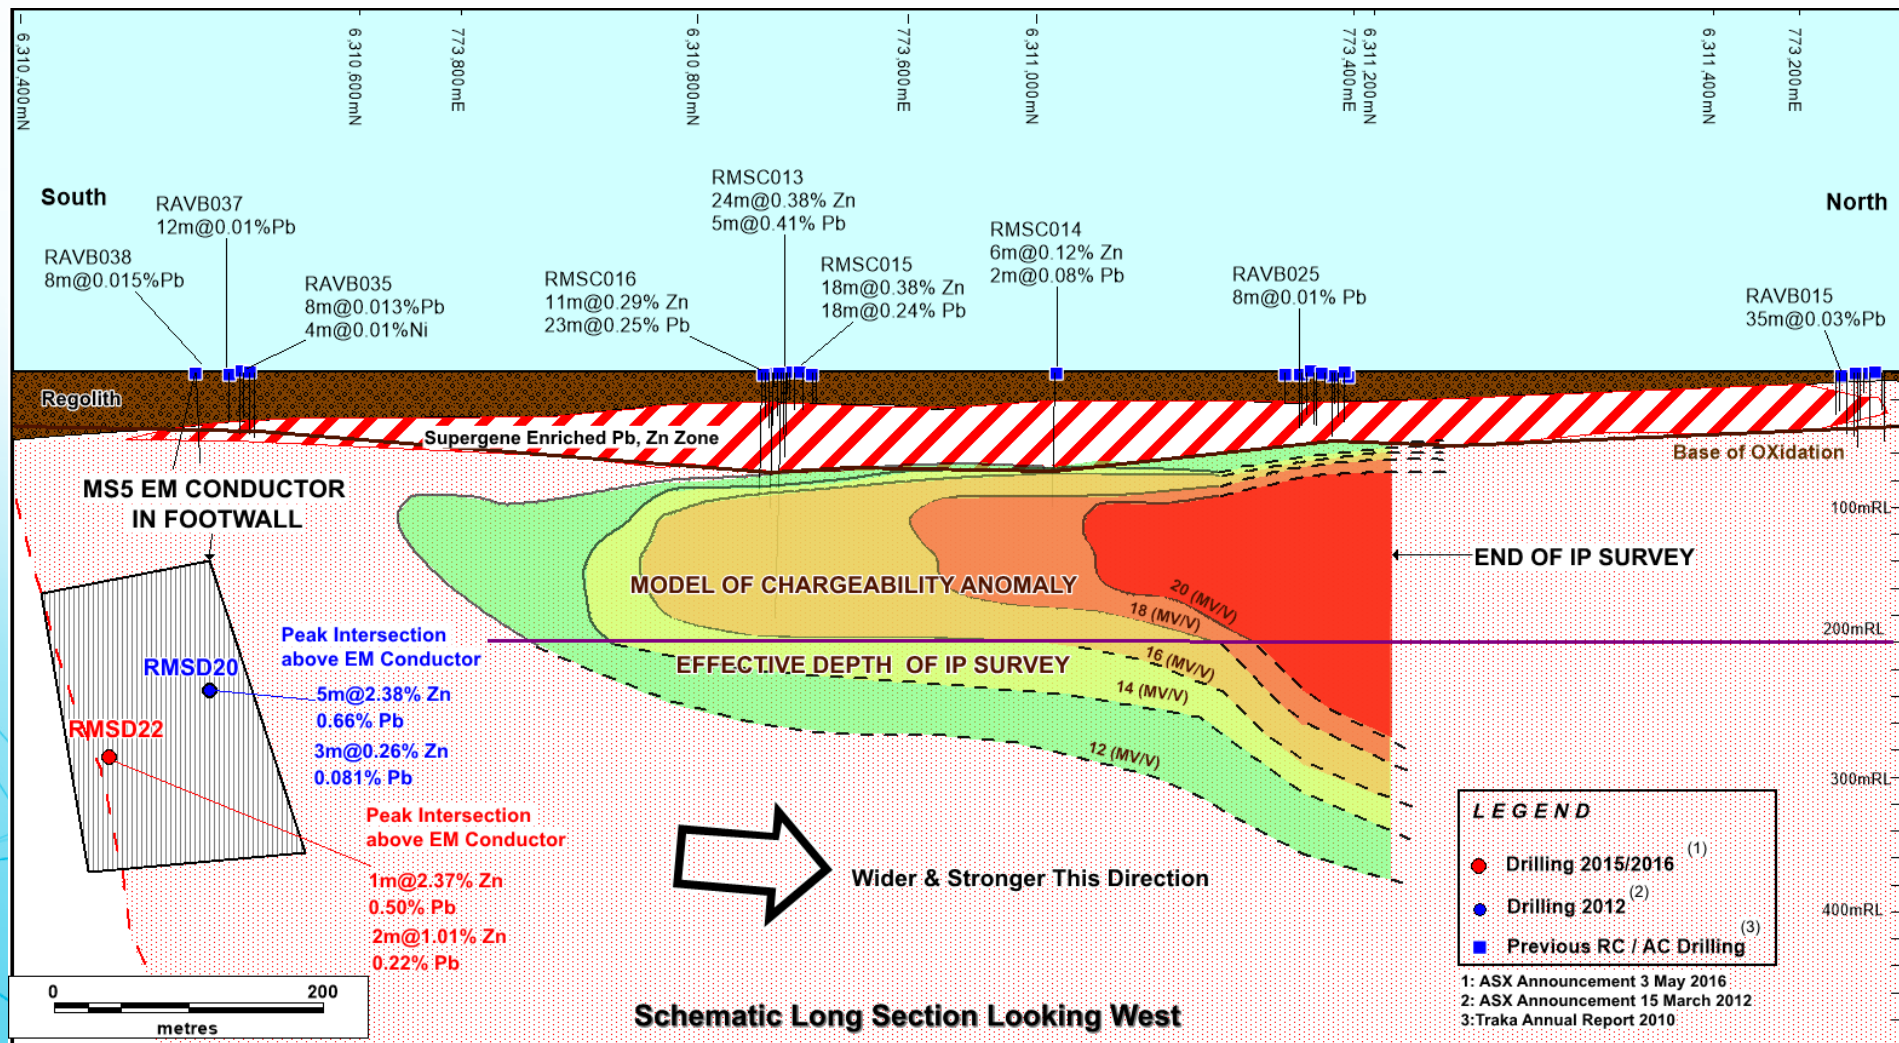 6,310,400mN
6,310,600mN
773,800mE
6,310,800mN
773,600mE
6,311,000mN
773,400mE
6,311,200mN
6,311,400mN
773,200mE
South
North
RAVB038
8m@0.015%Pb
RAVB037
12m@0.01%Pb
RAVB035
8m@0.013%Pb
4m@0.01%Ni
RMSC016
11m@0.29% Zn
23m@0.25% Pb
RMSC013
24m@0.38% Zn
5m@0.41% Pb
RMSC015
18m@0.38% Zn
18m@0.24% Pb
RMSC014
6m@0.12% Zn
2m@0.08% Pb
RAVB025
8m@0.01% Pb
RAVB015
35m@0.03%Pb
Regolith
Supergene Enriched Pb, Zn Zone
Base of OXidation
MS5 EM CONDUCTOR
IN FOOTWALL
100mRL
END OF IP SURVEY
MODEL OF CHARGEABILITY ANOMALY
20 (MV/V)
18 (MV/V)
200mRL
EFFECTIVE DEPTH OF IP SURVEY
16 (MV/V)
14 (MV/V)
12 (MV/V)
300mRL
400mRL
RMSD20
Peak Intersection
above EM Conductor
5m@2.38% Zn
0.66% Pb
3m@0.26% Zn
0.081% Pb
RMSD22
Peak Intersection
above EM Conductor
1m@2.37% Zn
0.50% Pb
2m@1.01% Zn
0.22% Pb
Wider & Stronger This Direction
LEGEND
Drilling 2015/2016 (1)
Drilling 2012 (2)
Previous RC / AC Drilling (3)
1: ASX Announcement 3 May 2016
2: ASX Announcement 15 March 2012
3:Traka Annual Report 2010
0 200
metres
Schematic Long Section Looking West